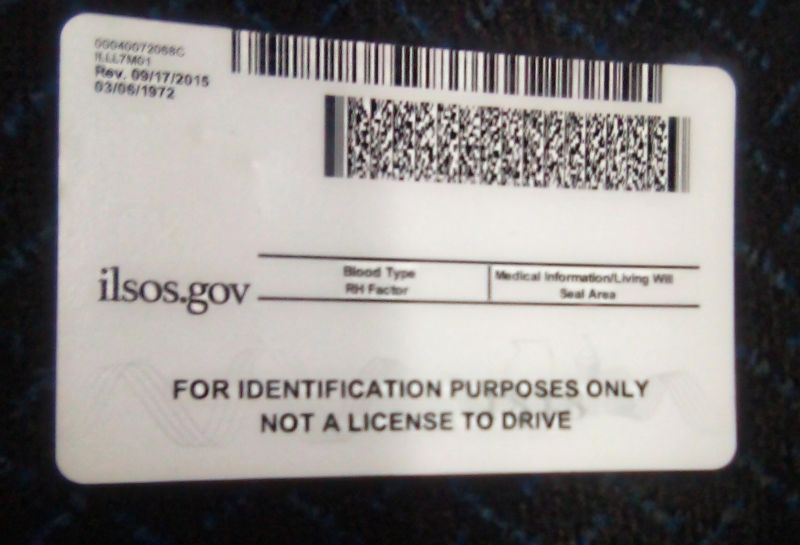 00040072068C
ILLL7M01
Rev. 09/17/2015
03/06/1972
ilsos.gov
Blood Type
RH Factor
Medical Information/Living Will
Seal Area
FOR IDENTIFICATION PURPOSES ONLY
NOT A LICENSE TO DRIVE